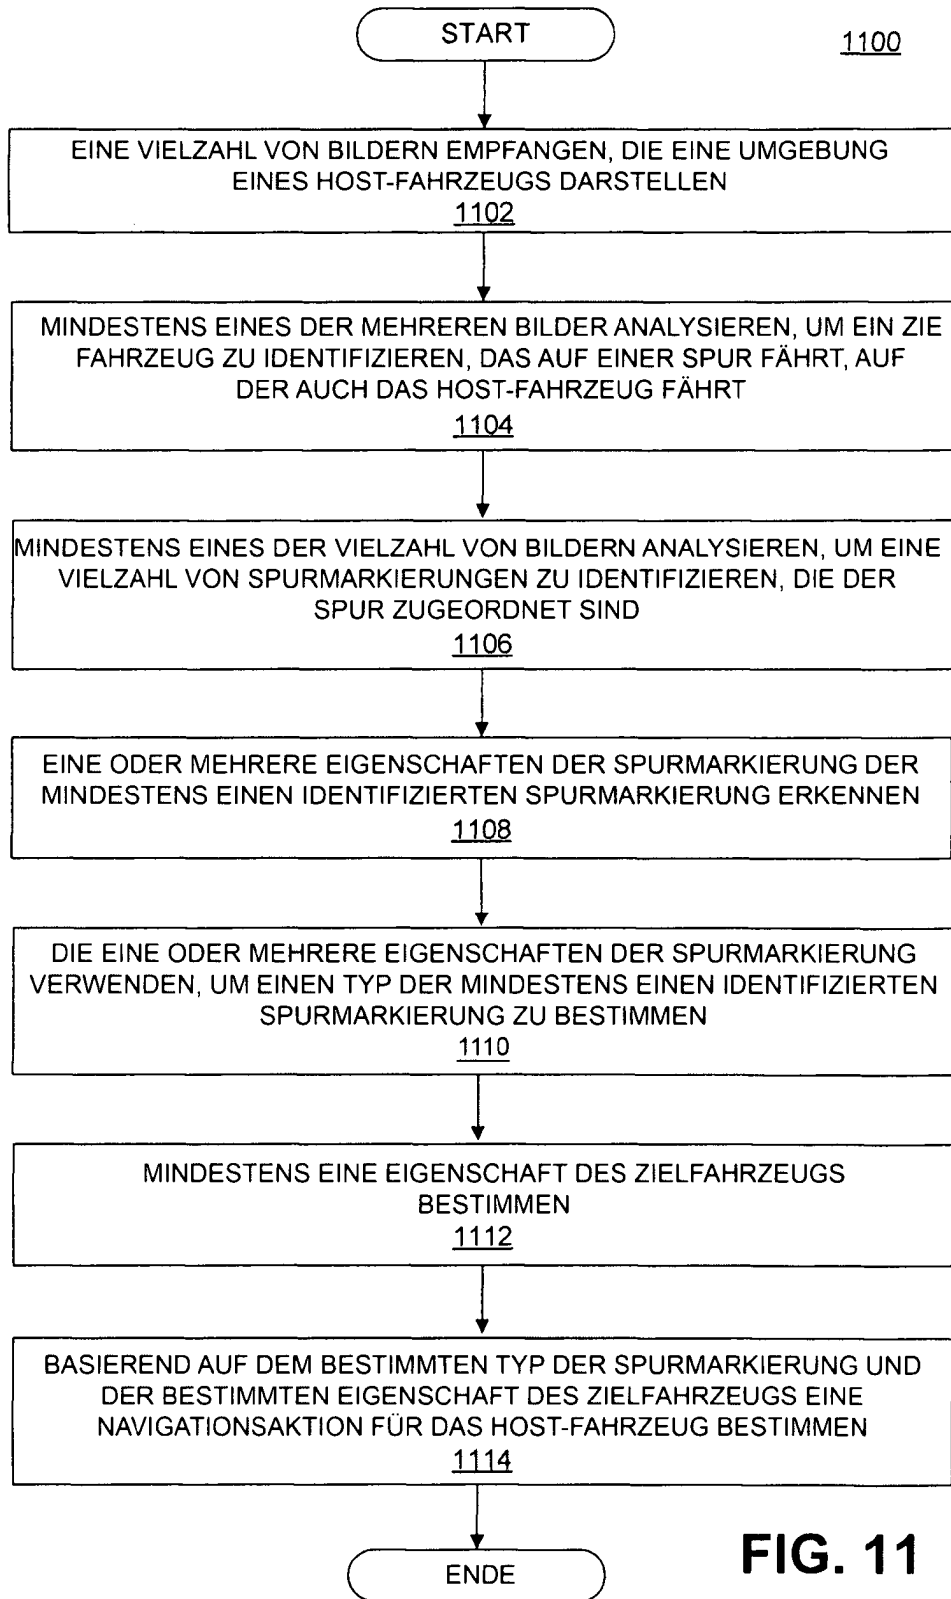 START
1100
EINE VIELZAHL VON BILDERN EMPFANGEN, DIE EINE UMGEBUNG
EINES HOST-FAHRZEUGS DARSTELLEN
1102
MINDESTENS EINES DER MEHREREN BILDER ANALYSIEREN, UM EIN ZIE
FAHRZEUG ZU IDENTIFIZIEREN, DAS AUF EINER SPUR FÄHRT, AUF
DER AUCH DAS HOST-FAHRZEUG FÄHRT
1104
MINDESTENS EINES DER VIELZAHL VON BILDERN ANALYSIEREN, UM EINE
VIELZAHL VON SPURMARKIERUNGEN ZU IDENTIFIZIEREN, DIE DER
SPUR ZUGEORDNET SIND
1106
EINE ODER MEHRERE EIGENSCHAFTEN DER SPURMARKIERUNG DER
MINDESTENS EINEN IDENTIFIZIERTEN SPURMARKIERUNG ERKENNEN
1108
DIE EINE ODER MEHRERE EIGENSCHAFTEN DER SPURMARKIERUNG
VERWENDEN, UM EINEN TYP DER MINDESTENS EINEN IDENTIFIZIERTEN
SPURMARKIERUNG ZU BESTIMMEN
1110
MINDESTENS EINE EIGENSCHAFT DES ZIELFAHRZEUGS
BESTIMMEN
1112
BASIEREND AUF DEM BESTIMMTEN TYP DER SPURMARKIERUNG UND
DER BESTIMMTEN EIGENSCHAFT DES ZIELFAHRZEUGS EINE
NAVIGATIONSAKTION FÜR DAS HOST-FAHRZEUG BESTIMMEN
1114
ENDE
FIG. 11